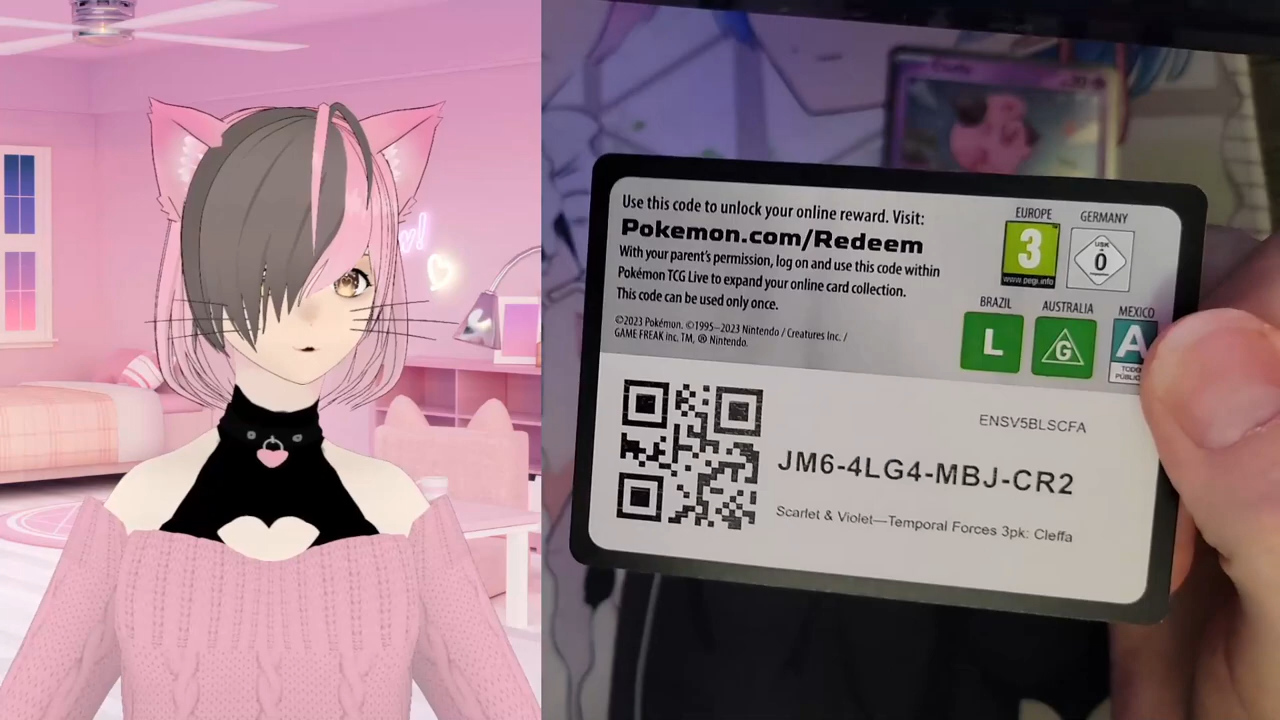 Use this code to unlock your online reward. Visit:
Pokemon.com/Redeem
With your parent's permission, log on and use this code within
Pokémon TCG Live to expand your online card collection.
This code can be used only once.
©2023 Pokémon. ©1995–2023 Nintendo / Creatures Inc. /
GAME FREAK inc. TM, ® Nintendo.
EUROPE
3
www.pegi.info
GERMANY
USK
0
BRAZIL
L
AUSTRALIA
G
MEXICO
A
TODO
PÚBLIC
ENSV5BLSCFA
JM6-4LG4-MBJ-CR2
Scarlet & Violet—Temporal Forces 3pk: Cleffa